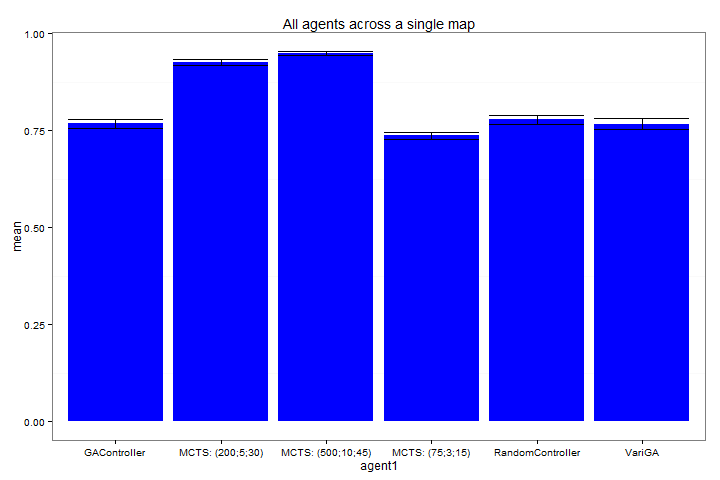 All agents across a single map
1.00
0.75
0.50
0.25
0.00
mean
GAController MCTS: (200;5;30) MCTS: (500;10;45) MCTS: (75;3;15) RandomController VariGA
agent1